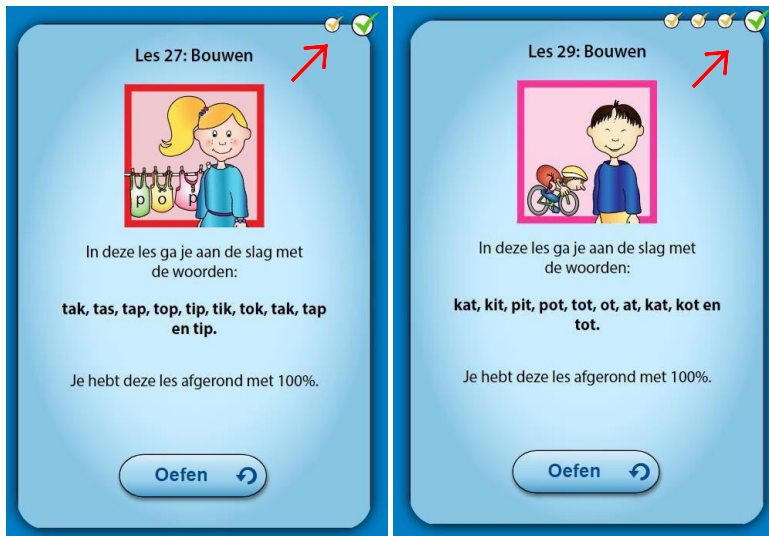 Les 27: Bouwen
p o p
In deze les ga je aan de slag met
de woorden:
tak, tas, tap, top, tip, tik, tok, tak, tap
en tip.
Je hebt deze les afgerond met 100%.
Oefen
Les 29: Bouwen
In deze les ga je aan de slag met
de woorden:
kat, kit, pit, pot, tot, ot, at, kat, kot en
tot.
Je hebt deze les afgerond met 100%.
Oefen